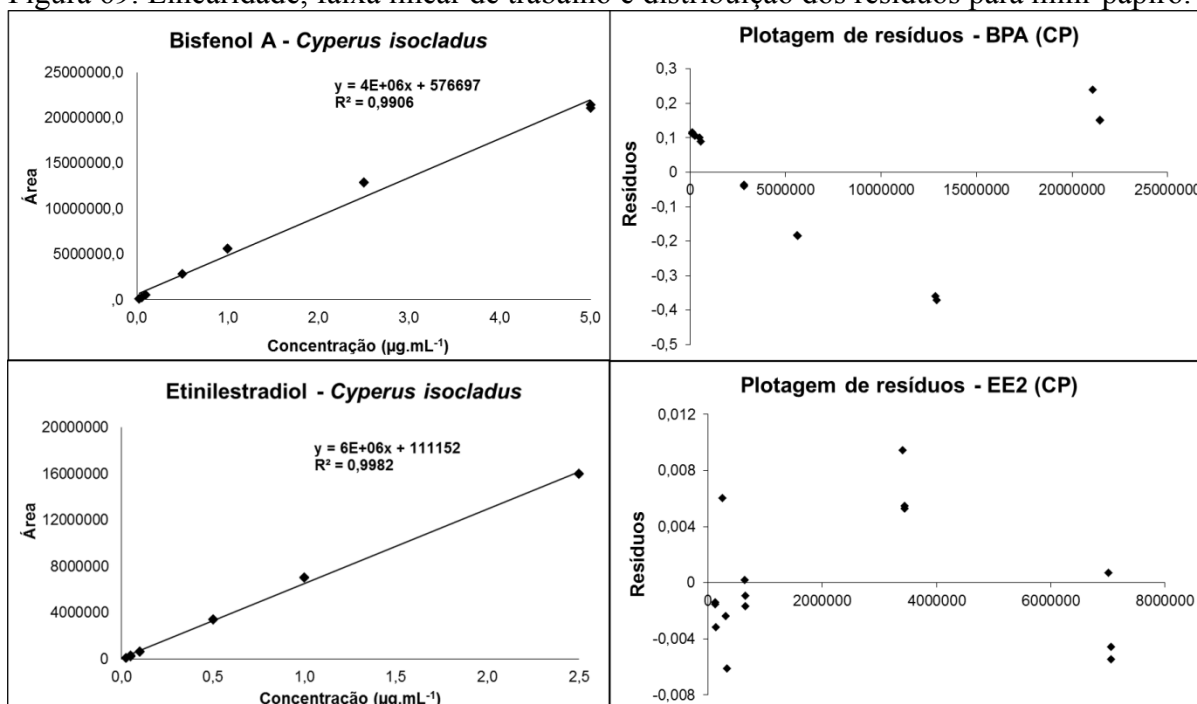 Figura 69: Linearidade, faixa linear de trabalho e distribuição dos resíduos para mini-papiro.
Bisfenol A - Cyperus isocladus
25000000,0
20000000,0
15000000,0
10000000,0
5000000,0
,0
Área
y = 4E+06x + 576697
R² = 0,9906
0,0 1,0 2,0 3,0 4,0 5,0
Concentração (µg.mL-1)
Plotagem de resíduos - BPA (CP)
0,3
0,2
0,1
0
-0,1
-0,2
-0,3
-0,4
-0,5
Resíduos
0 5000000 10000000 15000000 20000000 25000000
Etinilestradiol - Cyperus isocladus
20000000
16000000
12000000
8000000
4000000
0
Área
y = 6E+06x + 111152
R² = 0,9982
0,0 0,5 1,0 1,5 2,0 2,5
Concentração (µg.mL-1)
Plotagem de resíduos - EE2 (CP)
0,012
0,008
0,004
0
-0,004
-0,008
Resíduos
0 2000000 4000000 6000000 8000000